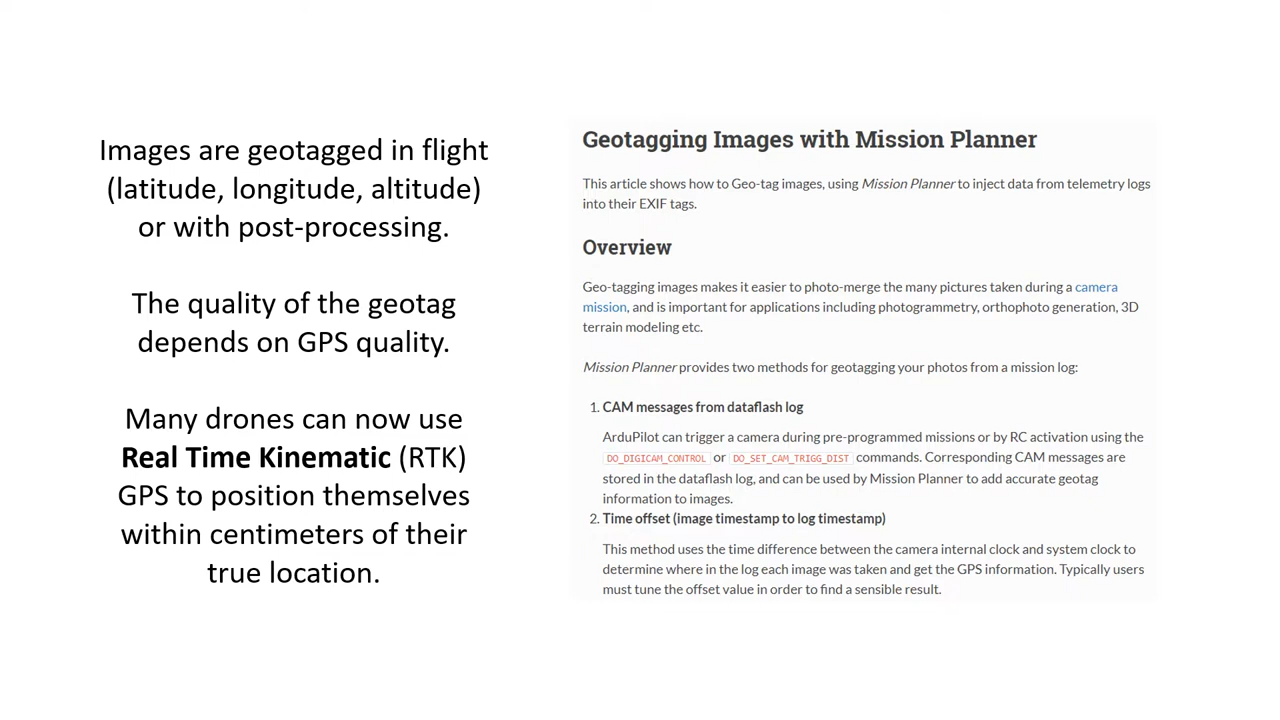 Images are geotagged in flight
(latitude, longitude, altitude)
or with post-processing.
The quality of the geotag
depends on GPS quality.
Many drones can now use
Real Time Kinematic (RTK)
GPS to position themselves
within centimeters of their
true location.
Geotagging Images with Mission Planner
This article shows how to Geo-tag images, using Mission Planner to inject data from telemetry logs
into their EXIF tags.
Overview
Geo-tagging images makes it easier to photo-merge the many pictures taken during a camera
mission, and is important for applications including photogrammetry, orthophoto generation, 3D
terrain modeling etc.
Mission Planner provides two methods for geotagging your photos from a mission log:
1. CAM messages from dataflash log
ArduPilot can trigger a camera during pre-programmed missions or by RC activation using the
DO_DIGICAM_CONTROL or DO_SET_CAM_TRIGG_DIST commands. Corresponding CAM messages are
stored in the dataflash log, and can be used by Mission Planner to add accurate geotag
information to images.
2. Time offset (image timestamp to log timestamp)
This method uses the time difference between the camera internal clock and system clock to
determine where in the log each image was taken and get the GPS information. Typically users
must tune the offset value in order to find a sensible result.